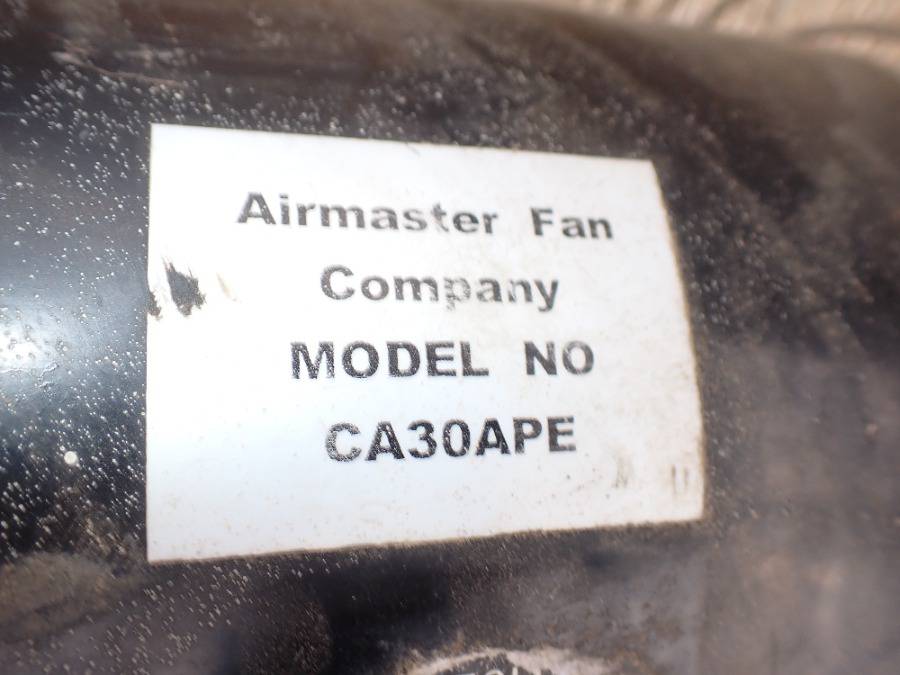 Airmaster Fan
Company
MODEL NO
CA30APE